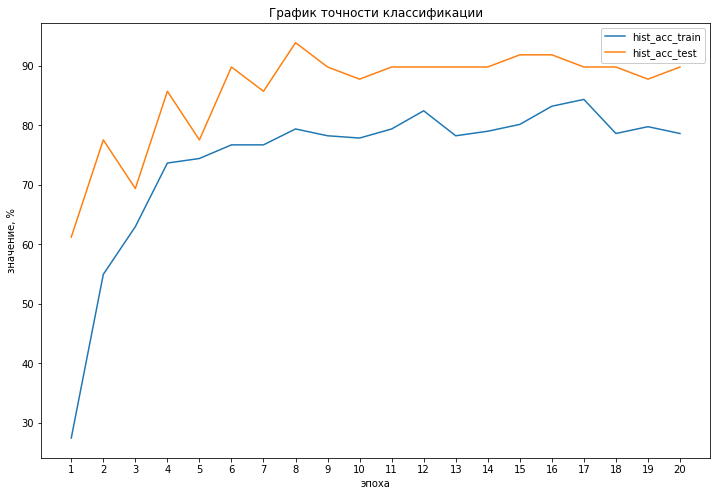 График точности классификации
hist_acc_train
hist_acc_test
значение, %
90
80
70
60
50
40
30
1 2 3 4 5 6 7 8 9 10 11 12 13 14 15 16 17 18 19 20
эпоха